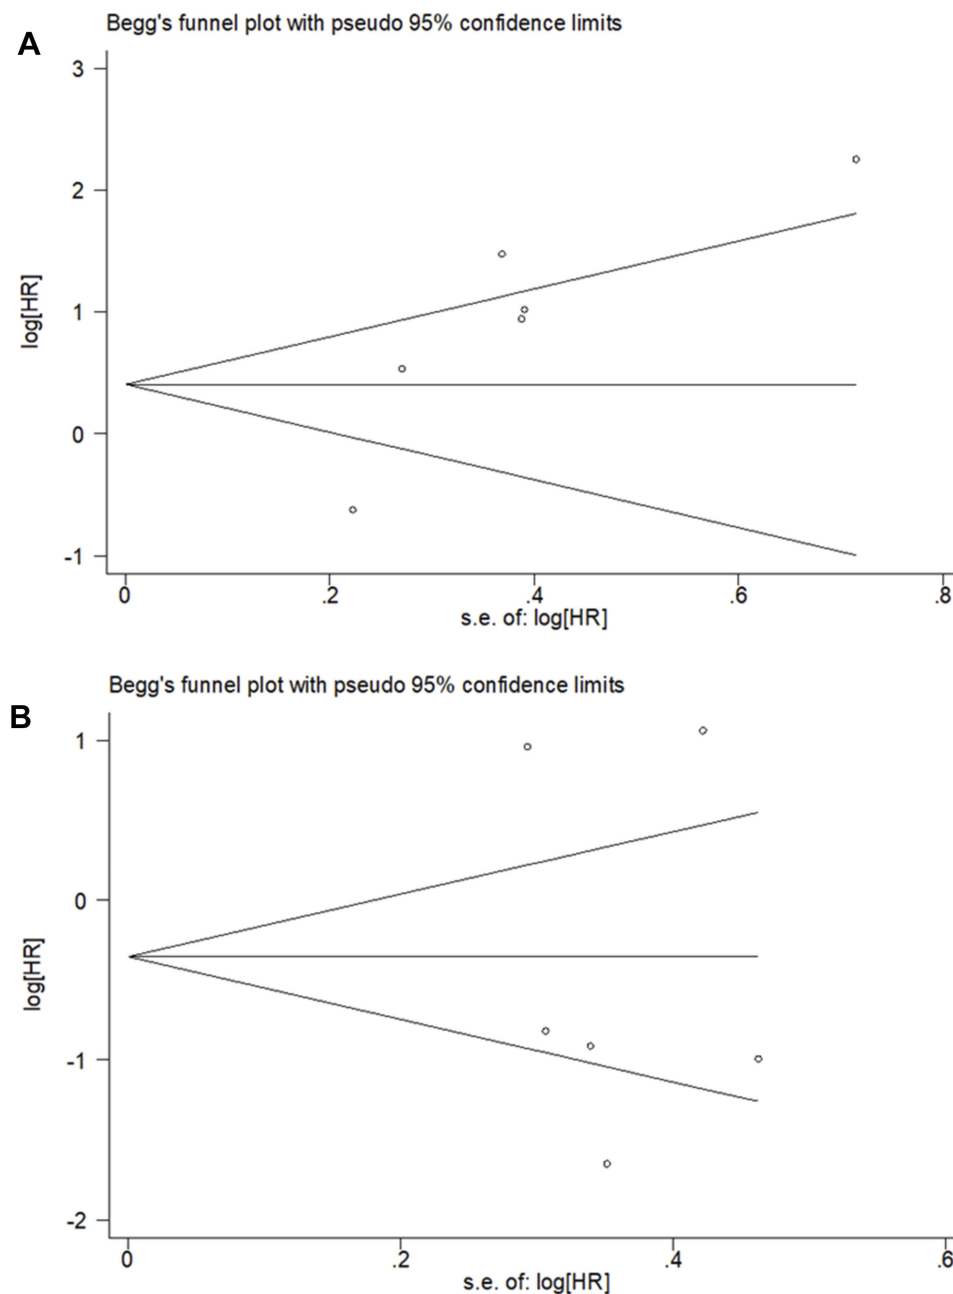 A
Begg's funnel plot with pseudo 95% confidence limits
3
2
1
0
-1
log[HR]
0 .2 .4 .6 .8
s.e. of: log[HR]
B
Begg's funnel plot with pseudo 95% confidence limits
1
0
-1
-2
log[HR]
0 .2 .4 .6
s.e. of: log[HR]